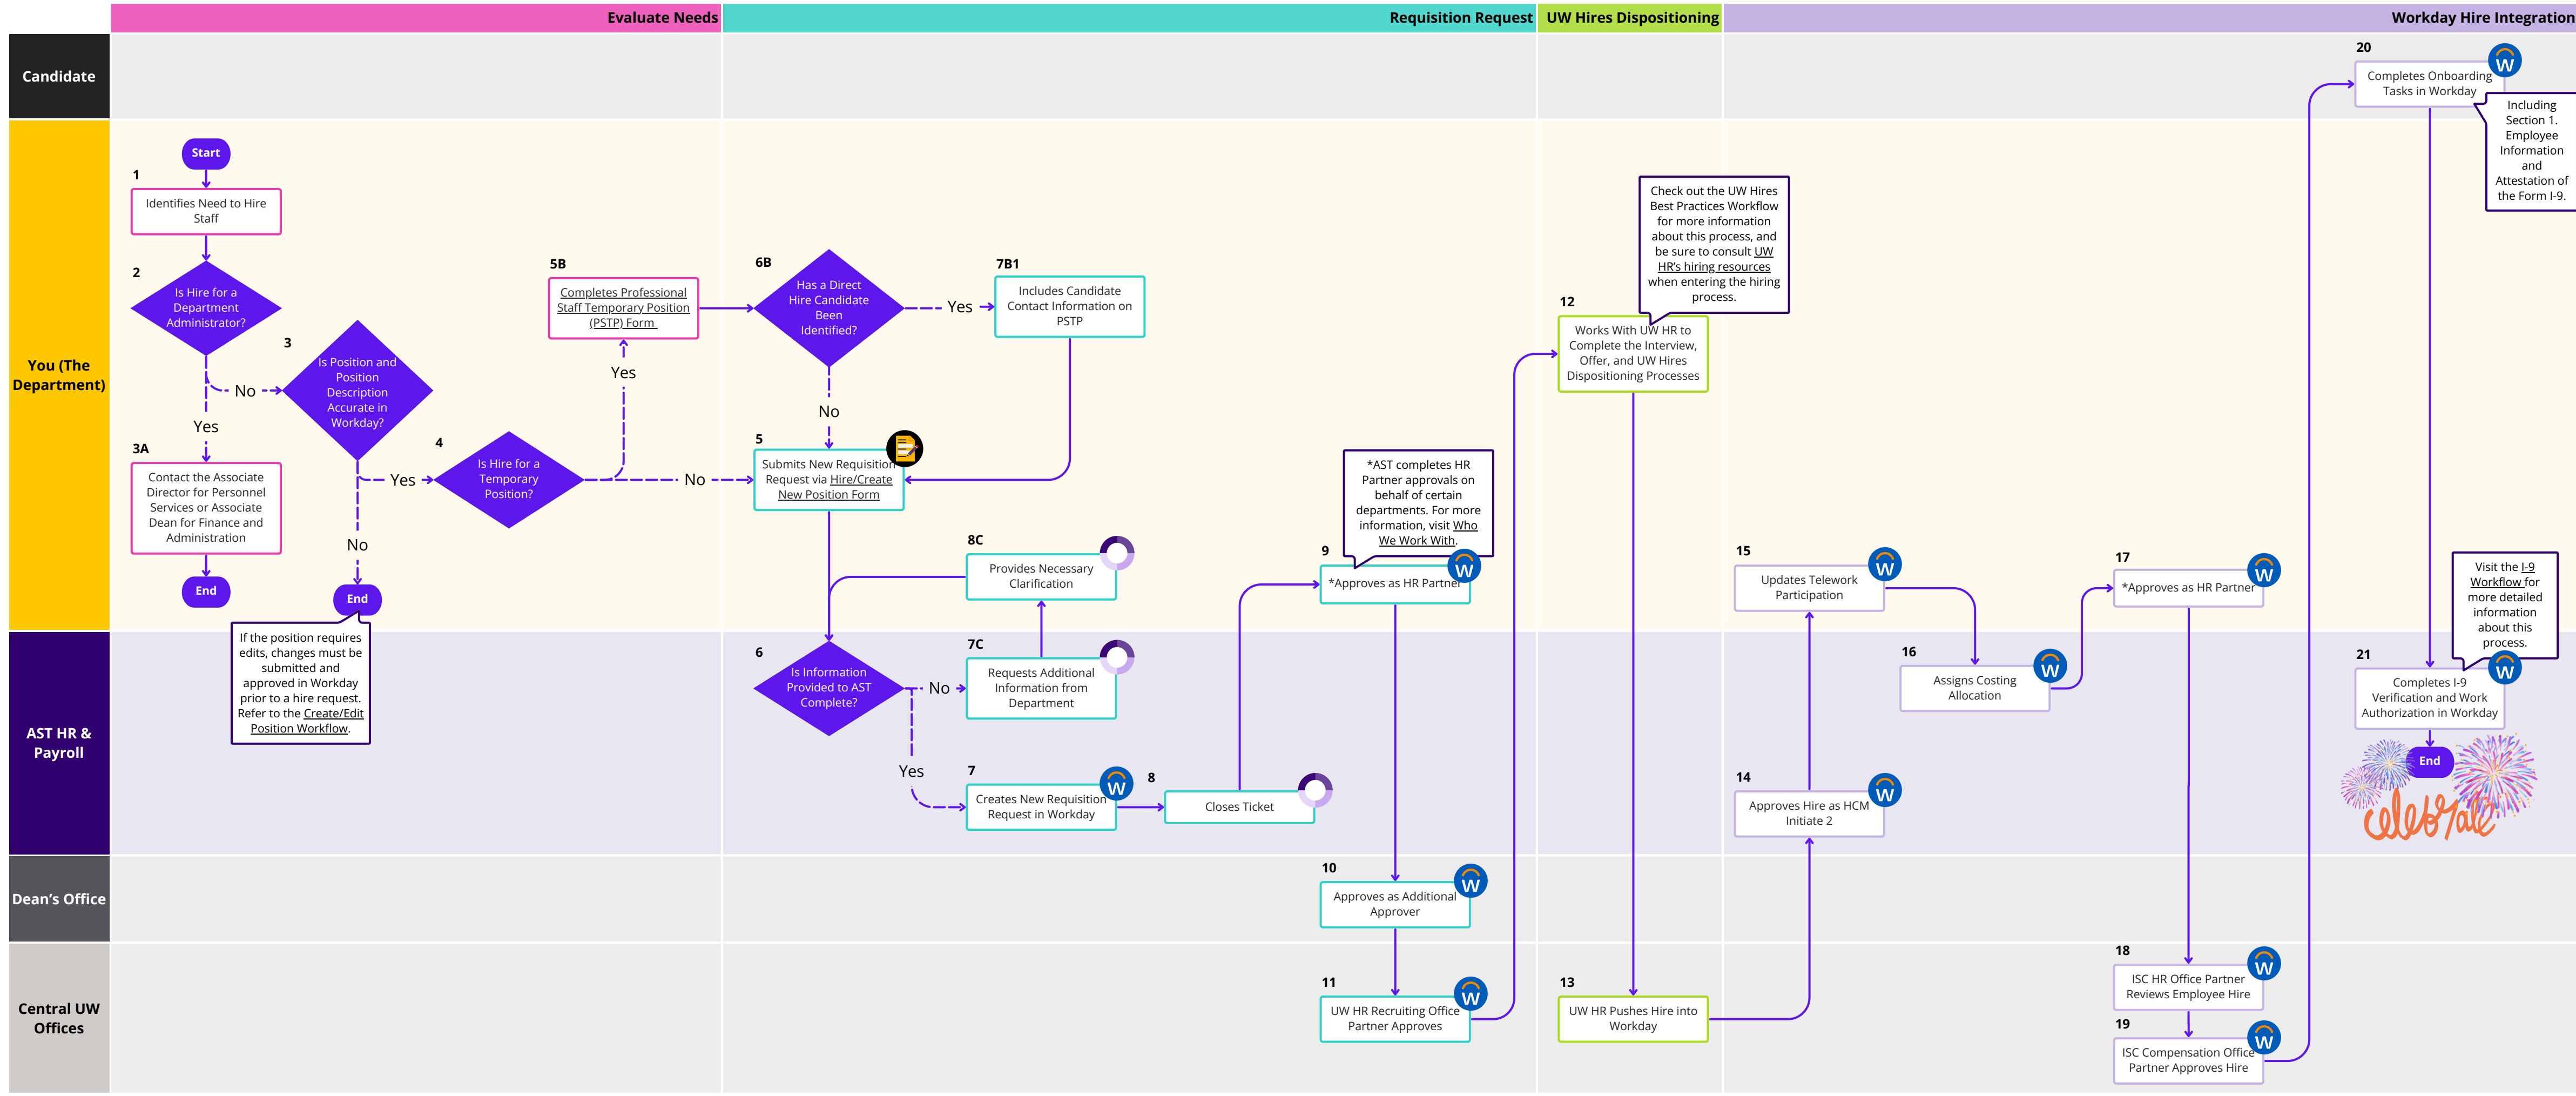 Evaluate Needs
Requisition Request
UW Hires Dispositioning
Workday Hire Integration
Candidate
20
Completes Onboarding
Tasks in Workday
W
Including
Section 1.
Employee
Information
and
Attestation of
the Form I-9.
You (The
Department)
Start
1
Identifies Need to Hire
Staff
2
Is Hire for a
Department
Administrator?
No
Yes
3A
Contact the Associate
Director for Personnel
Services or Associate
Dean for Finance and
Administration
End
3
Is Position and
Position
Description
Accurate in
Workday?
Yes
No
End
If the position requires
edits, changes must be
submitted and
approved in Workday
prior to a hire request.
Refer to the Create/Edit
Position Workflow.
4
Is Hire for a
Temporary
Position?
Yes
No
5B
Completes Professional
Staff Temporary Position
(PSTP) Form
6B
Has a Direct
Hire Candidate
Been
Identified?
Yes
No
7B1
Includes Candidate
Contact Information on
PSTP
5
Submits New Requisition
Request via Hire/Create
New Position Form
8C
Provides Necessary
Clarification
9
*Approves as HR Partner
W
*AST completes HR
Partner approvals on
behalf of certain
departments. For more
information, visit Who
We Work With.
12
Works With UW HR to
Complete the Interview,
Offer, and UW Hires
Dispositioning Processes
Check out the UW Hires
Best Practices Workflow
for more information
about this process, and
be sure to consult UW
HR's hiring resources
when entering the hiring
process.
15
Updates Telework
Participation
W
17
*Approves as HR Partner
W
AST HR &
Payroll
6
Is Information
Provided to AST
Complete?
No
Yes
7C
Requests Additional
Information from
Department
7
Creates New Requisition
Request in Workday
W
8
Closes Ticket
14
Approves Hire as HCM
Initiate 2
W
16
Assigns Costing
Allocation
W
21
Completes I-9
Verification and Work
Authorization in Workday
W
Visit the I-9
Workflow for
more detailed
information
about this
process.
End
celebrate
Dean's Office
10
Approves as Additional
Approver
W
Central UW
Offices
11
UW HR Recruiting Office
Partner Approves
W
13
UW HR Pushes Hire into
Workday
18
ISC HR Office Partner
Reviews Employee Hire
W
19
ISC Compensation Office
Partner Approves Hire
W